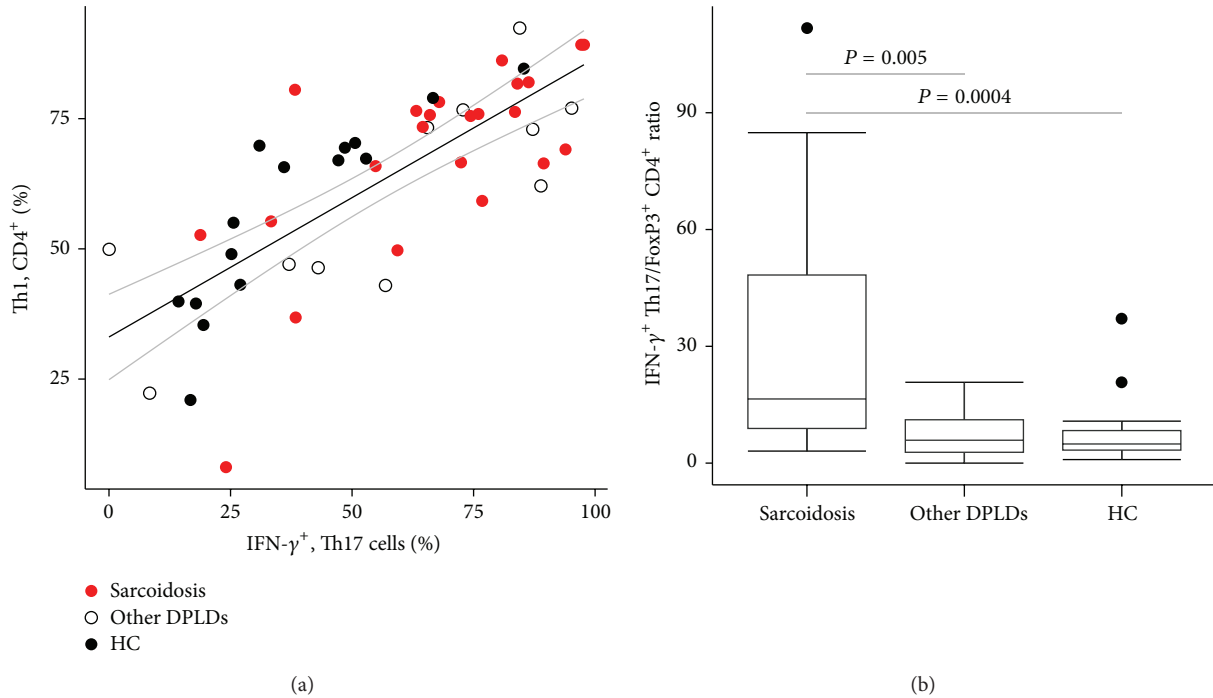 Th1, CD4⁺ (%)
75
50
25
0 25 50 75 100
IFN-γ⁺, Th17 cells (%)
Sarcoidosis
Other DPLDs
HC
(a)
IFN-γ⁺ Th17/FoxP3⁺ CD4⁺ ratio
90
60
30
0
P = 0.005
P = 0.0004
Sarcoidosis Other DPLDs HC
(b)